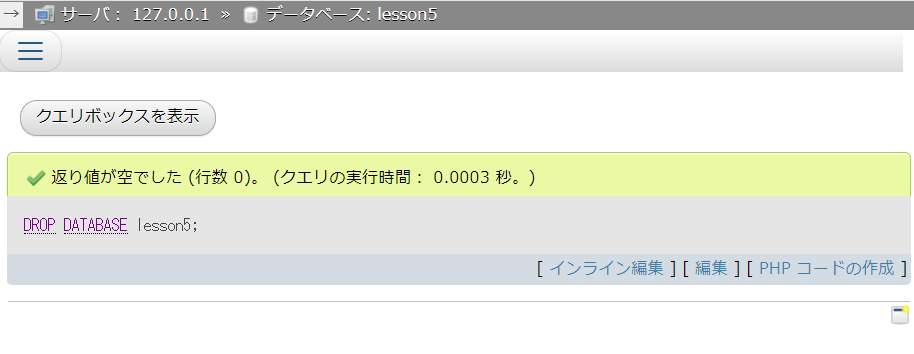 サーバ： 127.0.0.1 » データベース: lesson5
クエリボックスを表示
返り値が空でした (行数 0)。 (クエリの実行時間： 0.0003 秒。)
DROP DATABASE lesson5;
[ インライン編集 ] [ 編集 ] [ PHP コードの作成 ]